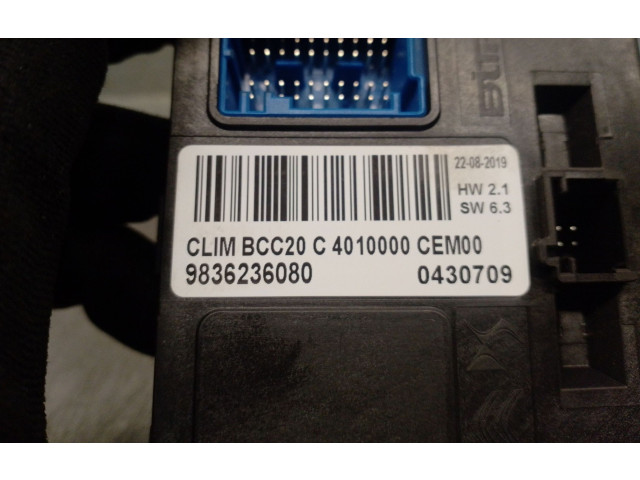 22-08-2019
HW 2.1
SW 6.3
CLIM BCC20 C 4010000 CEM00
9836236080 0430709